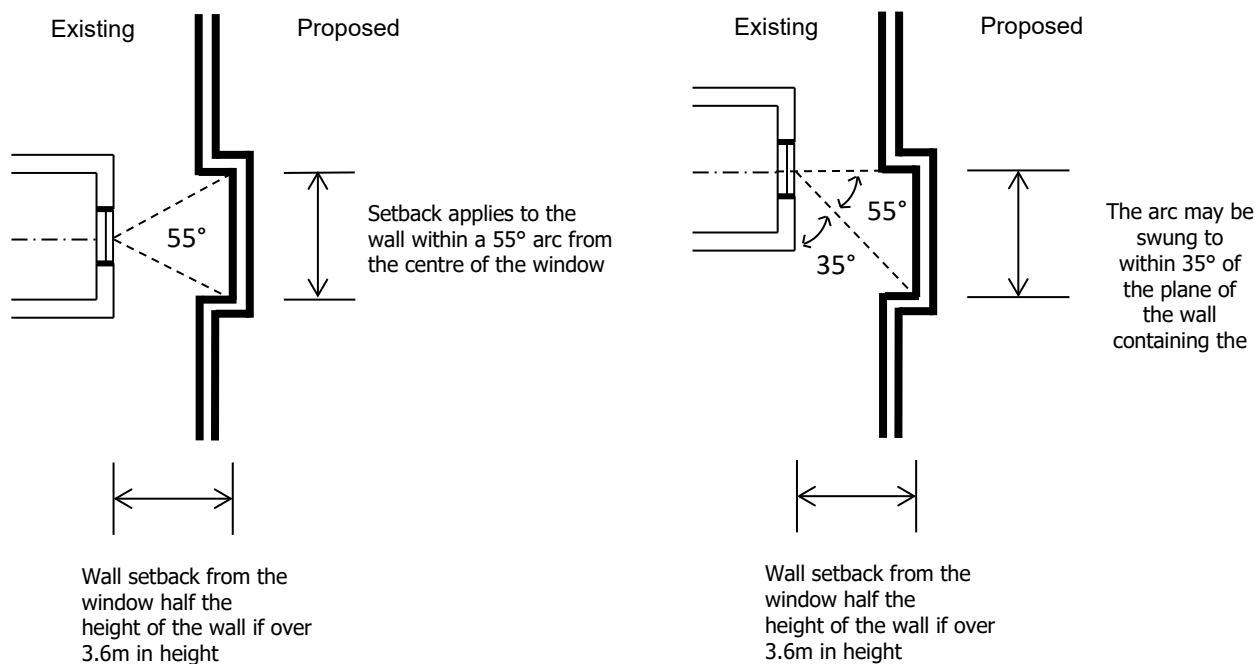 Existing
Proposed
55°
Setback applies to the
wall within a 55° arc from
the centre of the window
Wall setback from the
window half the
height of the wall if over
3.6m in height
Existing
Proposed
55°
35°
The arc may be
swung to
within 35° of
the plane of
the wall
containing the
Wall setback from the
window half the
height of the wall if over
3.6m in height